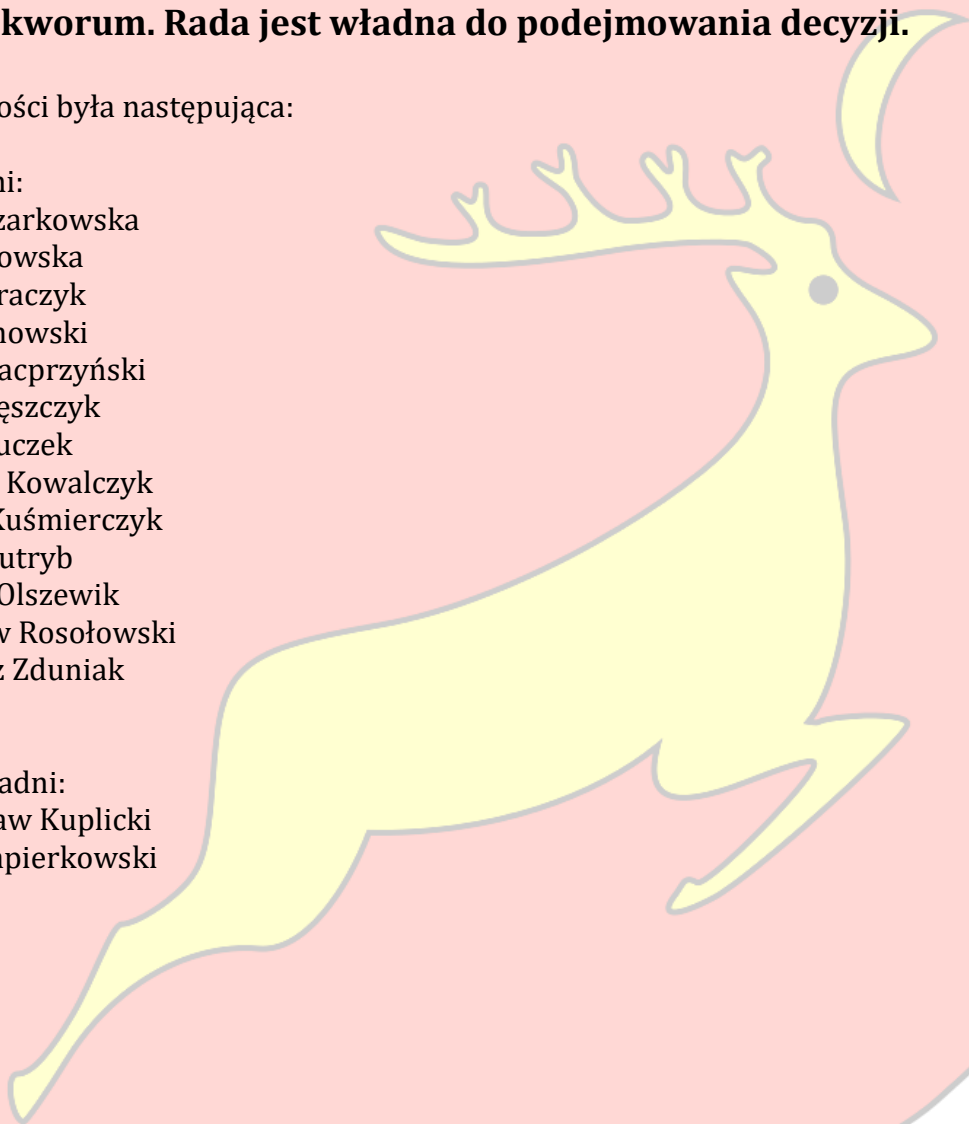 kworum. Rada jest władna do podejmowania decyzji.
ości była następująca:
ni:
zarkowska
owska
raczyk
nowski
acprzyński
ęszczyk
uczek
Kowalczyk
Kuśmierczyk
utryb
Olszewik
w Rosołowski
z Zduniak
adni:
aw Kuplicki
apierkowski